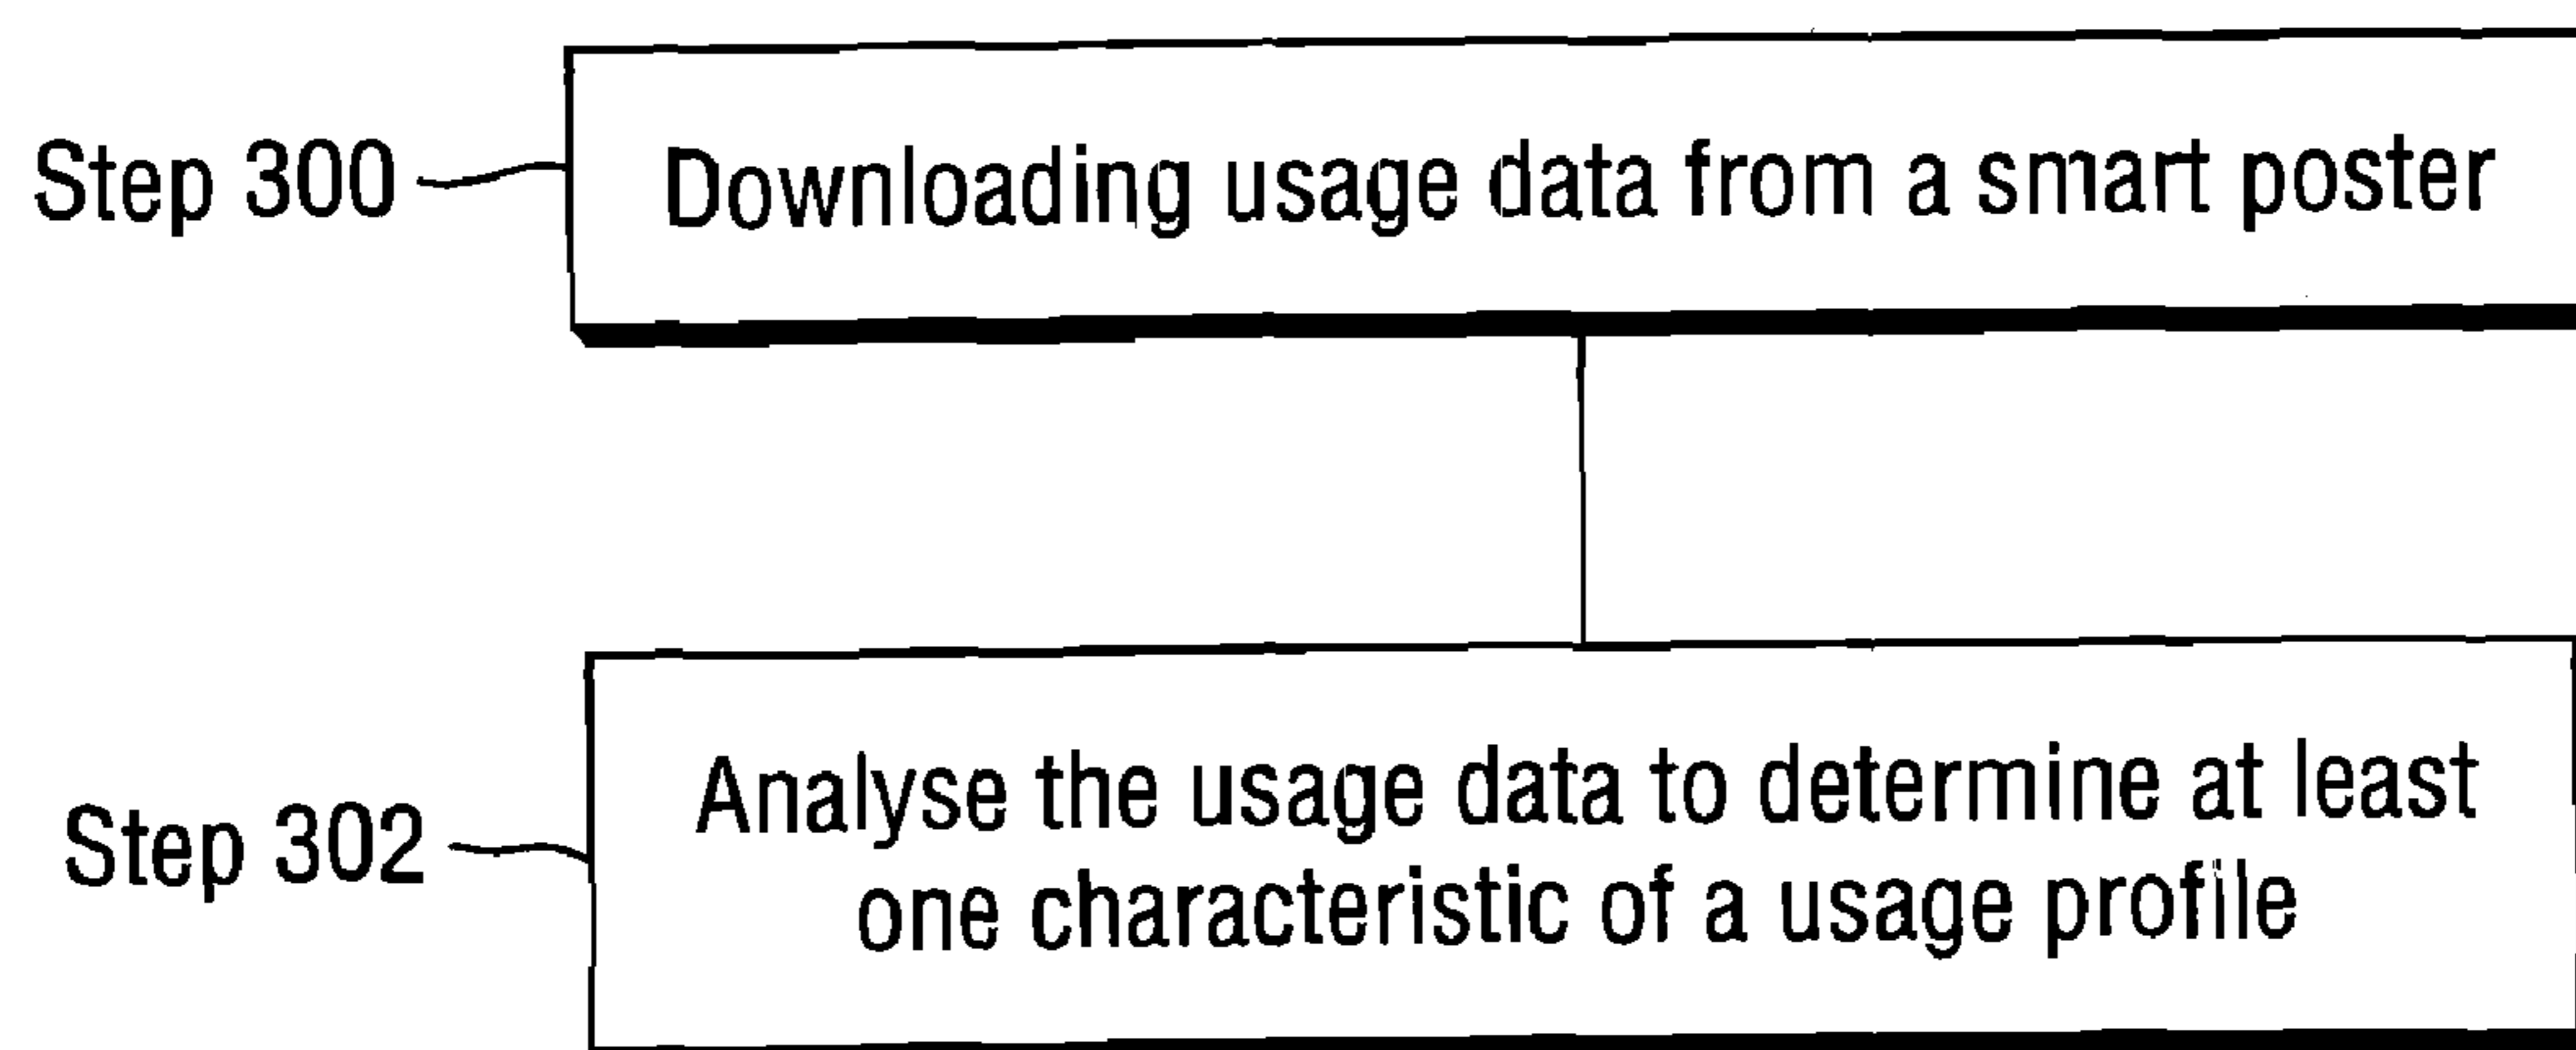 Step 300
Downloading usage data from a smart poster
Step 302
Analyse the usage data to determine at least
one characteristic of a usage profile